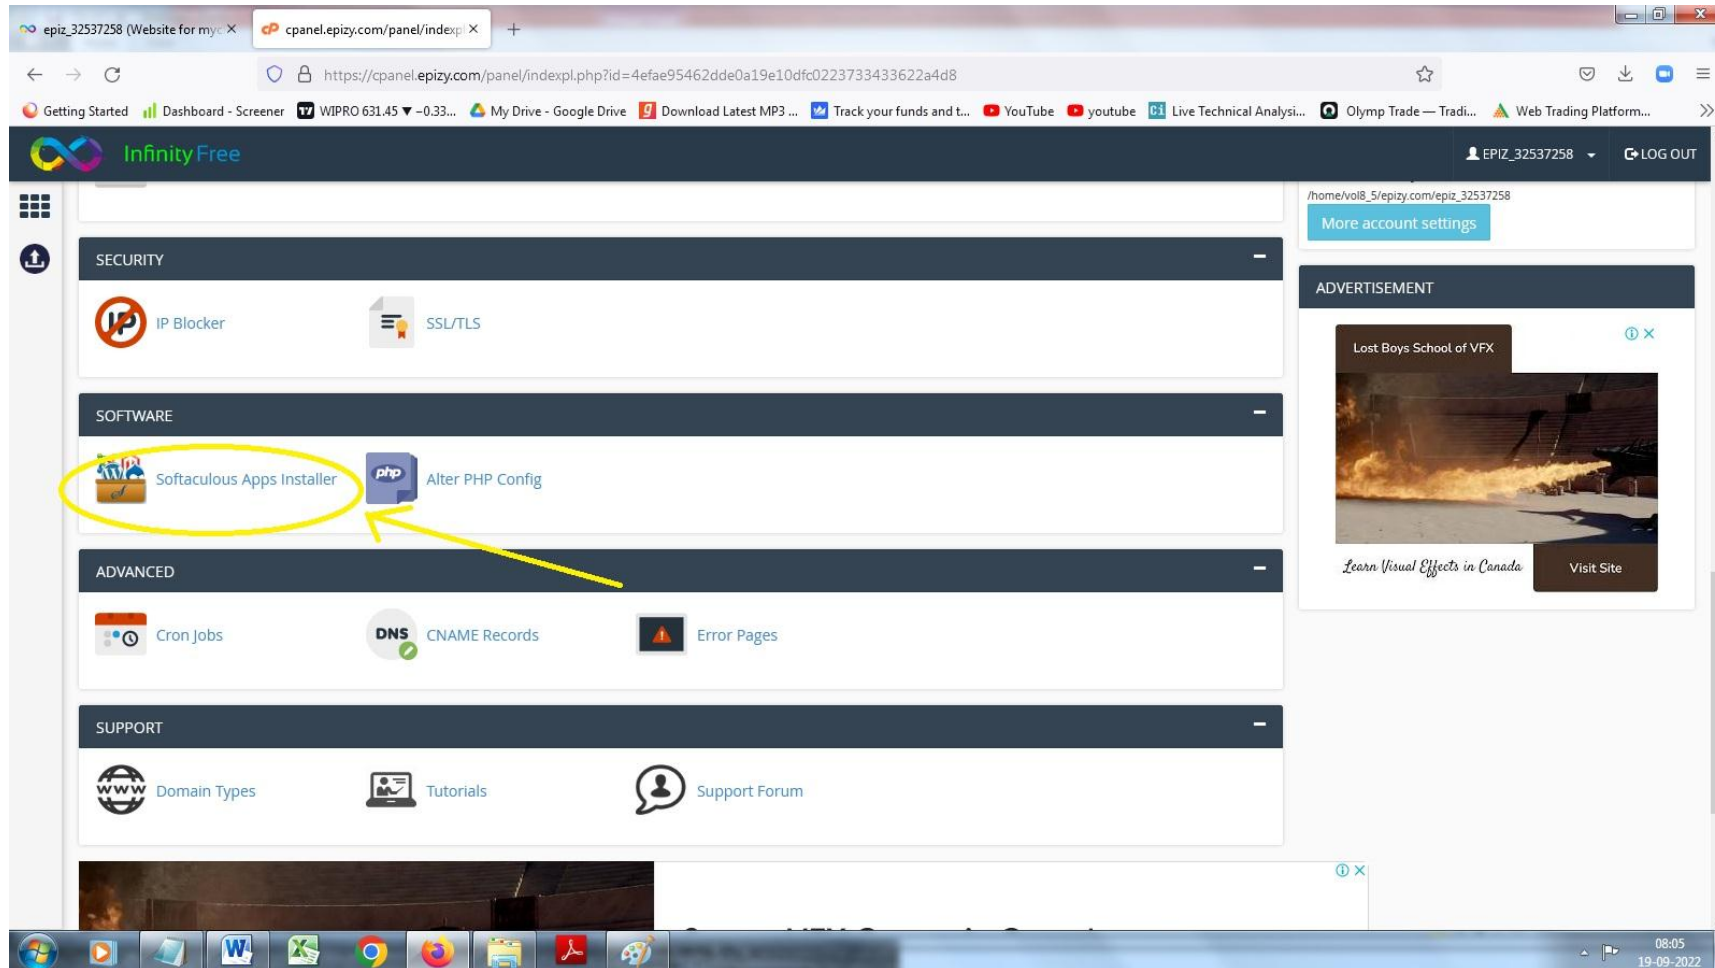 epiz_32537258 (Website for myc
cpanel.epizy.com/panel/indexpl
https://cpanel.epizy.com/panel/indexpl.php?id=4efae95462dde0a19e10dfc0223733433622a4d8
Getting Started Dashboard - Screener WIPRO 631.45 ▼ −0.33... My Drive - Google Drive Download Latest MP3 ... Track your funds and t... YouTube youtube Live Technical Analysi... Olymp Trade — Tradi... Web Trading Platform...
InfinityFree
EPIZ_32537258
LOG OUT
/home/vol8_5/epizy.com/epiz_32537258
More account settings
SECURITY
IP Blocker
SSL/TLS
ADVERTISEMENT
Lost Boys School of VFX
Learn Visual Effects in Canada
Visit Site
SOFTWARE
Softaculous Apps Installer
php
Alter PHP Config
ADVANCED
Cron Jobs
DNS
CNAME Records
Error Pages
SUPPORT
www
Domain Types
Tutorials
Support Forum
08:05
19-09-2022